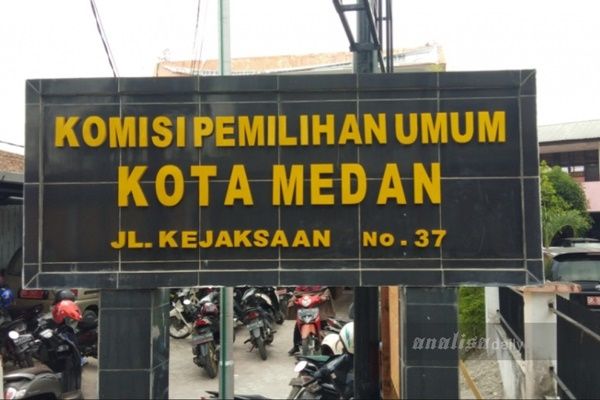 KOMISI PEMILIHAN UMUM
KOTA MEDAN
JL. KEJAKSAAN No. 37
analisadaily